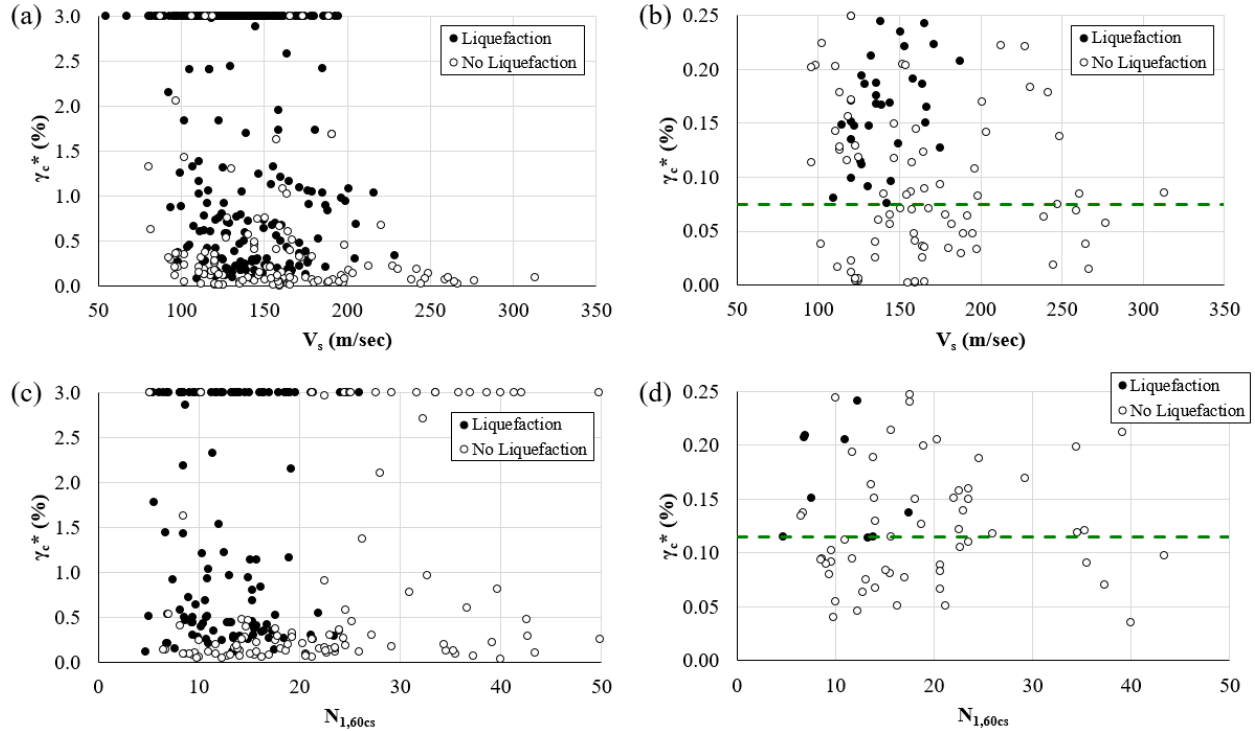 (a)
3.0
2.5
2.0
1.5
1.0
0.5
0.0
γc* (%)
Liquefaction
No Liquefaction
50 100 150 200 250 300 350
Vs (m/sec)
(b)
0.25
0.20
0.15
0.10
0.05
0.00
γc* (%)
Liquefaction
No Liquefaction
50 100 150 200 250 300 350
Vs (m/sec)
(c)
3.0
2.5
2.0
1.5
1.0
0.5
0.0
γc* (%)
Liquefaction
No Liquefaction
0 10 20 30 40 50
N1,60cs
(d)
0.25
0.20
0.15
0.10
0.05
0.00
γc* (%)
Liquefaction
No Liquefaction
0 10 20 30 40 50
N1,60cs